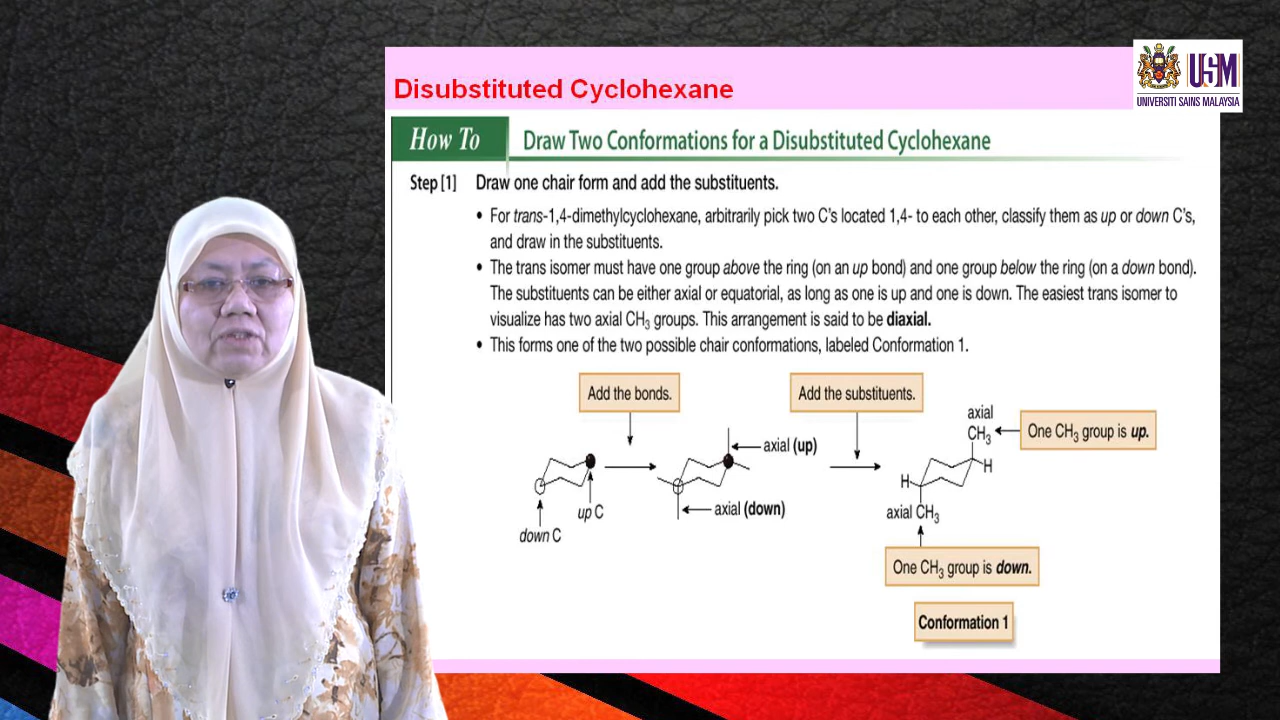 USM
UNIVERSITI SAINS MALAYSIA
Disubstituted Cyclohexane
How To
Draw Two Conformations for a Disubstituted Cyclohexane
Step [1] Draw one chair form and add the substituents.
• For trans-1,4-dimethylcyclohexane, arbitrarily pick two C's located 1,4- to each other, classify them as up or down C's,
and draw in the substituents.
• The trans isomer must have one group above the ring (on an up bond) and one group below the ring (on a down bond).
The substituents can be either axial or equatorial, as long as one is up and one is down. The easiest trans isomer to
visualize has two axial CH₃ groups. This arrangement is said to be diaxial.
• This forms one of the two possible chair conformations, labeled Conformation 1.
Add the bonds.
Add the substituents.
down C
up C
axial (up)
axial (down)
axial
CH₃
H
H
axial CH₃
One CH₃ group is up.
One CH₃ group is down.
Conformation 1